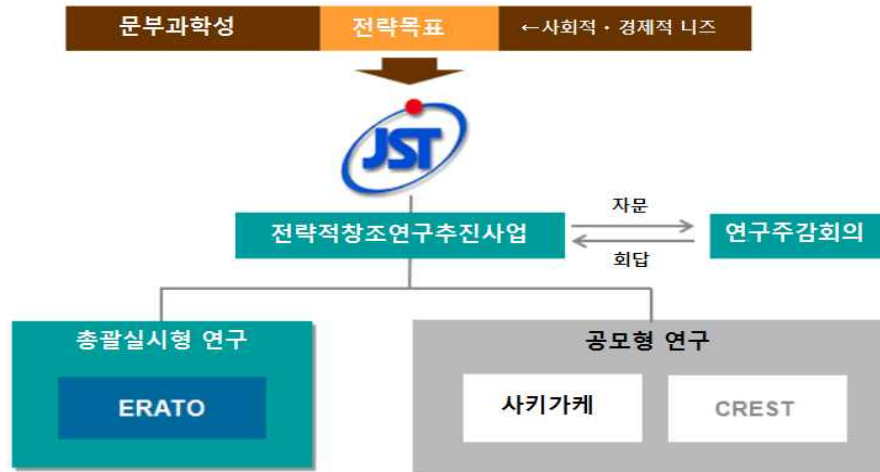 문부과학성 전략목표 ←사회적・경제적 니즈
JST
자문
전략적창조연구추진사업 연구주감회의
회답
총괄실시형 연구 공모형 연구
ERATO 사키가케 CREST